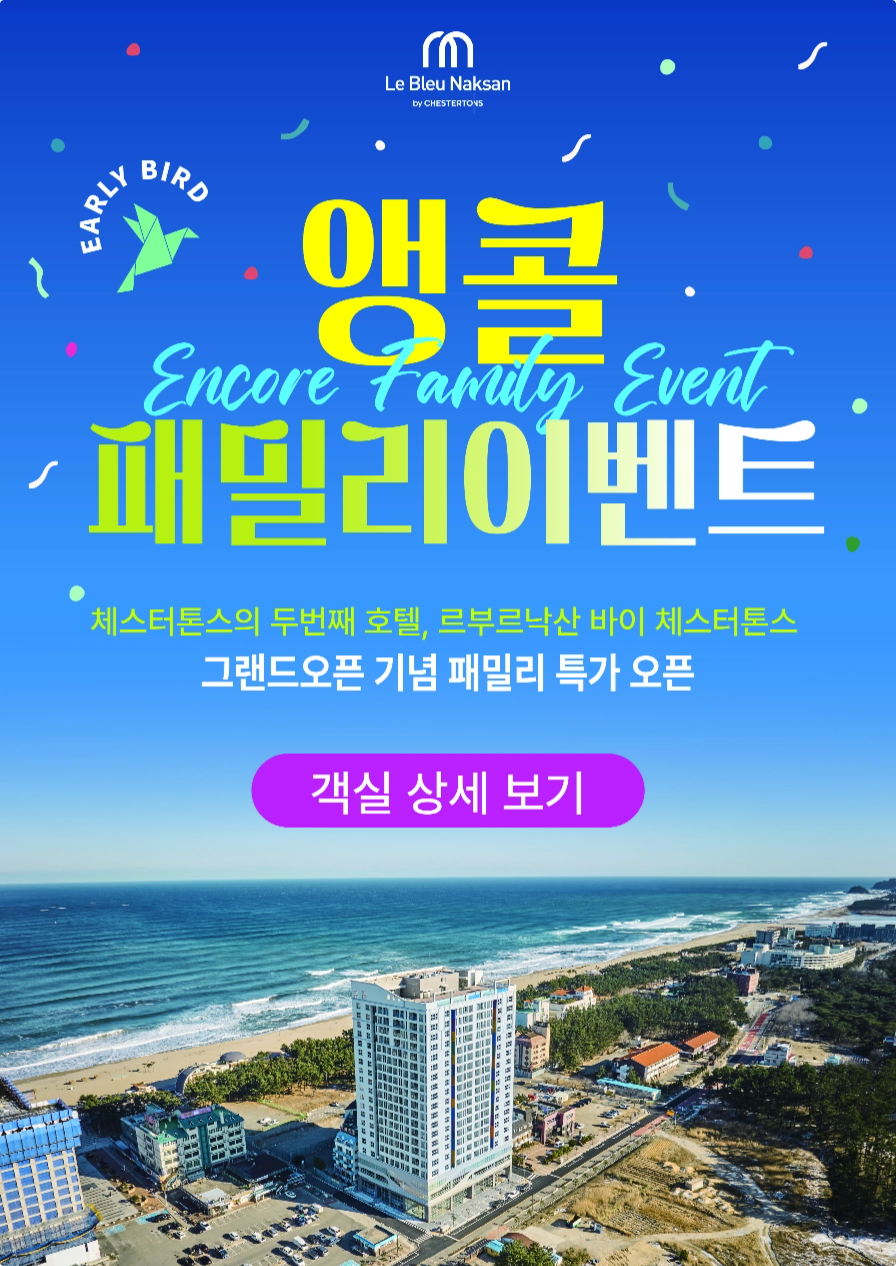 Le Bleu Naksan
by CHESTERTONS
EARLY BIRD
앵콜
Encore Family Event
패밀리이벤트
체스터톤스의 두번째 호텔, 르부르낙산 바이 체스터톤스
그랜드오픈 기념 패밀리 특가 오픈
객실 상세 보기